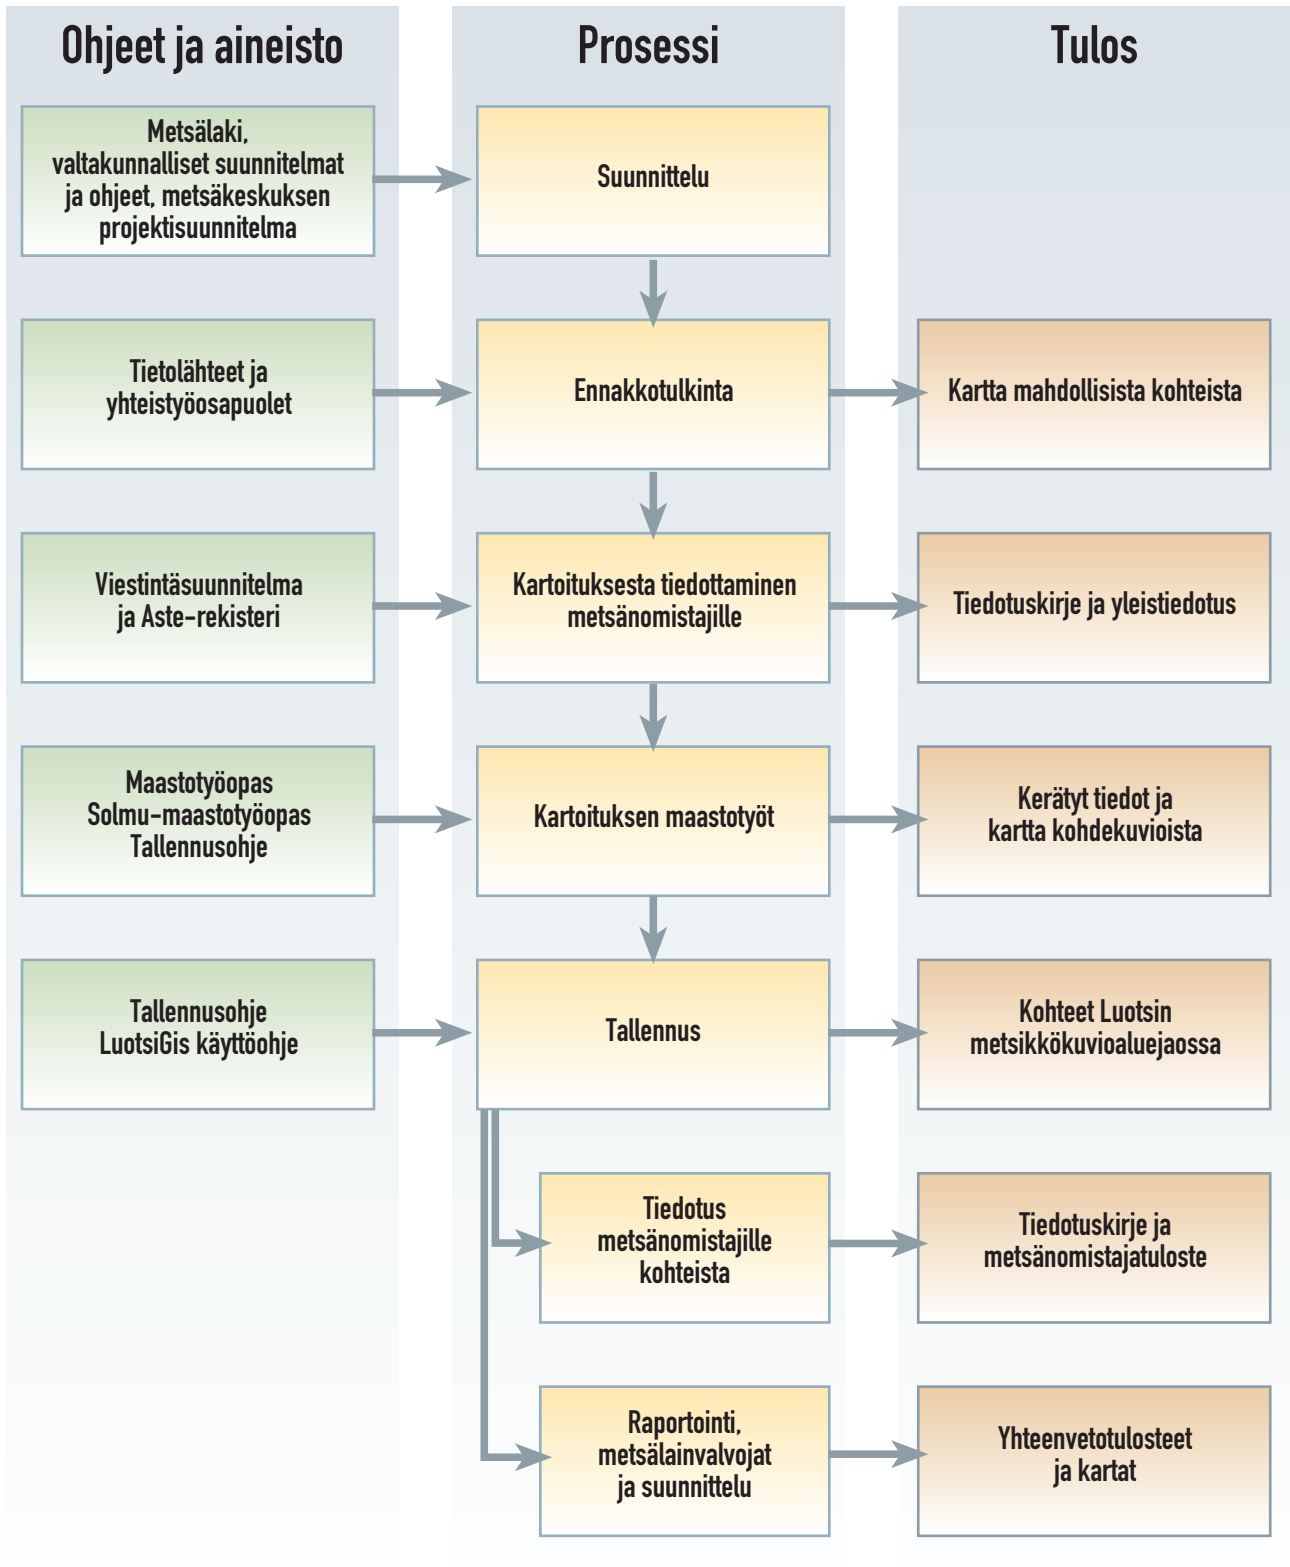 Ohjeet ja aineisto
Prosessi
Tulos
Metsälaki,
valtakunnalliset suunnitelmat
ja ohjeet, metsäkeskuksen
projektisuunnitelma
Suunnittelu
Tietolähteet ja
yhteistyöosapuolet
Ennakkotulkinta
Kartta mahdollisista kohteista
Viestintäsuunnitelma
ja Aste-rekisteri
Kartoituksesta tiedottaminen
metsänomistajille
Tiedotuskirje ja yleistiedotus
Maastotyöopas
Solmu-maastotyöopas
Tallennusohje
Kartoituksen maastotyöt
Kerätyt tiedot ja
kartta kohdekuvioista
Tallennusohje
LuotsiGis käyttöohje
Tallennus
Kohteet Luotsin
metsikkökuvioaluejaossa
Tiedotus
metsänomistajille
kohteista
Tiedotuskirje ja
metsänomistajatuloste
Raportointi,
metsälainvalvojat
ja suunnittelu
Yhteenvetotulosteet
ja kartat